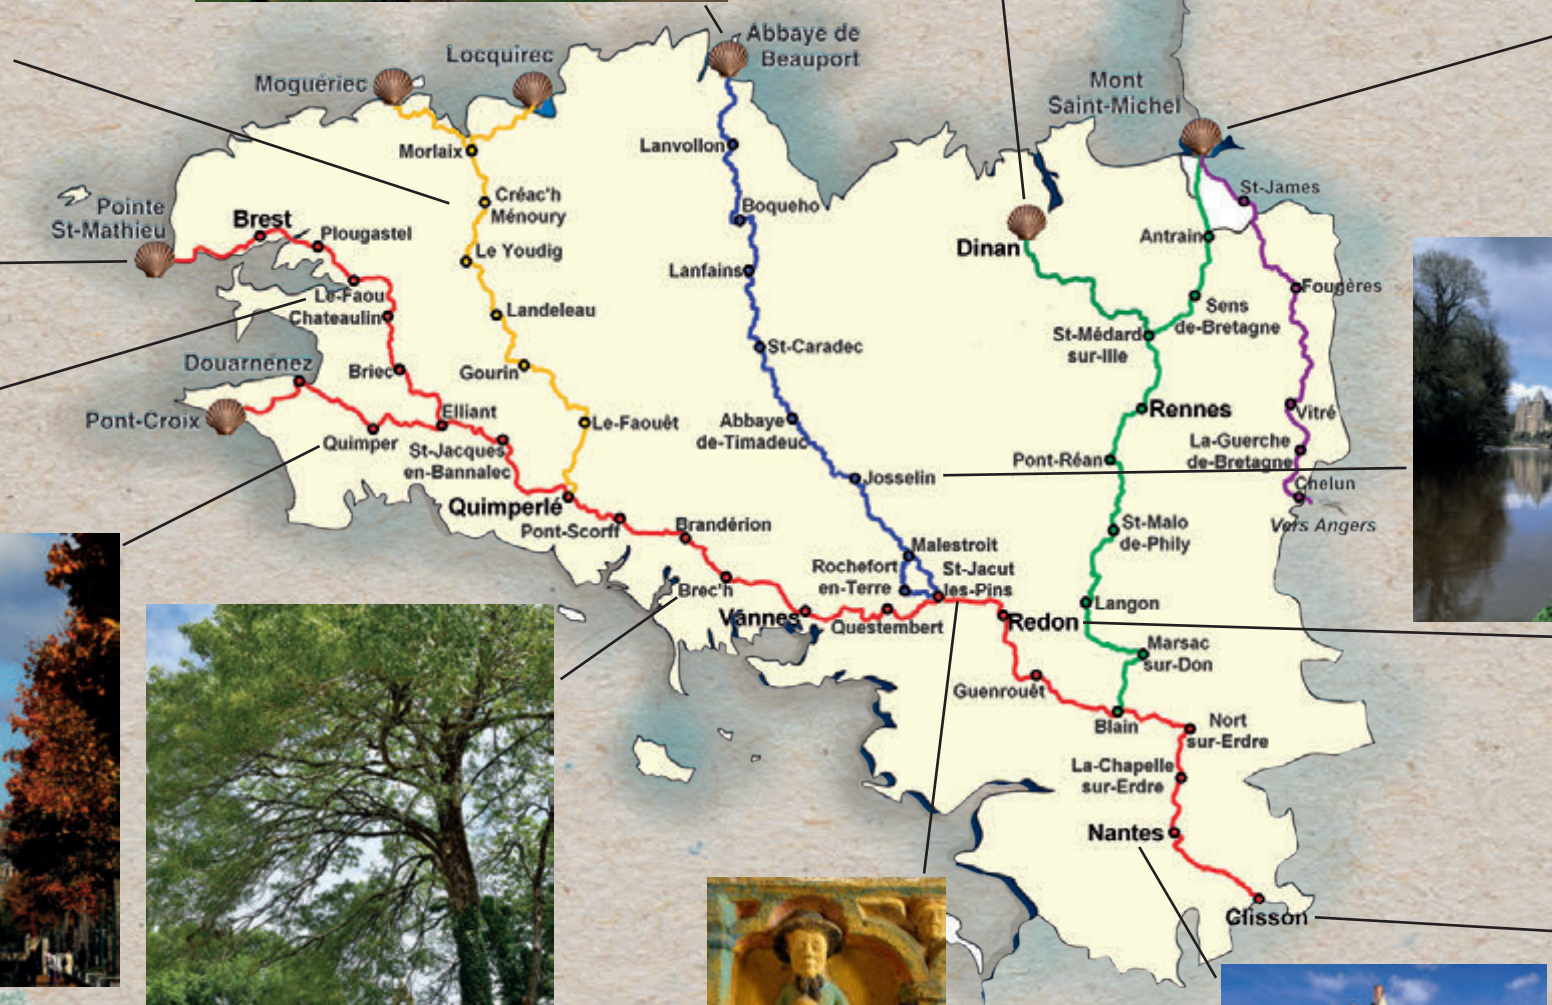 Abbaye de
Beauport
Locquirec
Moguériec
Mont
Saint-Michel
Morlaix
Lanvollon
Créac'h
Ménoury
St-James
Pointe
St-Mathieu
Brest
Plougastel
Boqueho
Le Youdig
Dinan
Antrain
Lanfains
Le-Faou
Chateaulin
Landeleau
Fougères
Sens
de-Bretagne
St-Médard
sur-Ille
St-Caradec
Douarnenez
Briec
Gourin
Pont-Croix
Elliant
Le-Faouêt
Abbaye
de-Timadeuc
Rennes
Vitré
Quimper
St-Jacques
en-Bannalec
Pont-Réan
La-Guerche
de-Bretagne
Josselin
Chelun
Vers Angers
Quimperlé
Pont-Scorff
Brandérion
St-Malo
de-Phily
Malestroit
Rochefort
en-Terre
St-Jacut
les-Pins
Brec'h
Langon
Vannes
Questembert
Redon
Marsac
sur-Don
Guenrouët
Blain
Nort
sur-Erdre
La-Chapelle
sur-Erdre
Nantes
Clisson